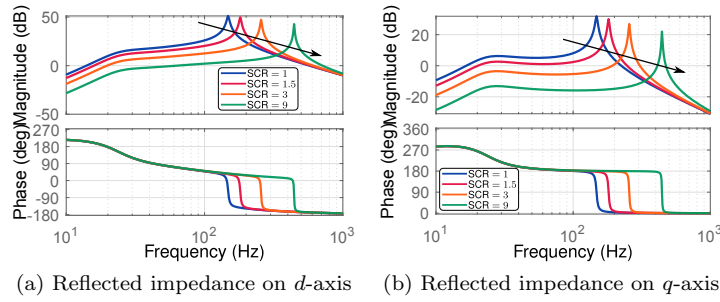 Magnitude (dB)
50
0
-50
SCR = 1
SCR = 1.5
SCR = 3
SCR = 9
Phase (deg)
270
180
90
0
-90
-180
10^1
10^2
10^3
Frequency (Hz)
(a) Reflected impedance on d-axis
Magnitude (dB)
20
0
-20
Phase (deg)
360
270
180
90
0
SCR = 1
SCR = 1.5
SCR = 3
SCR = 9
10^1
10^2
10^3
Frequency (Hz)
(b) Reflected impedance on q-axis